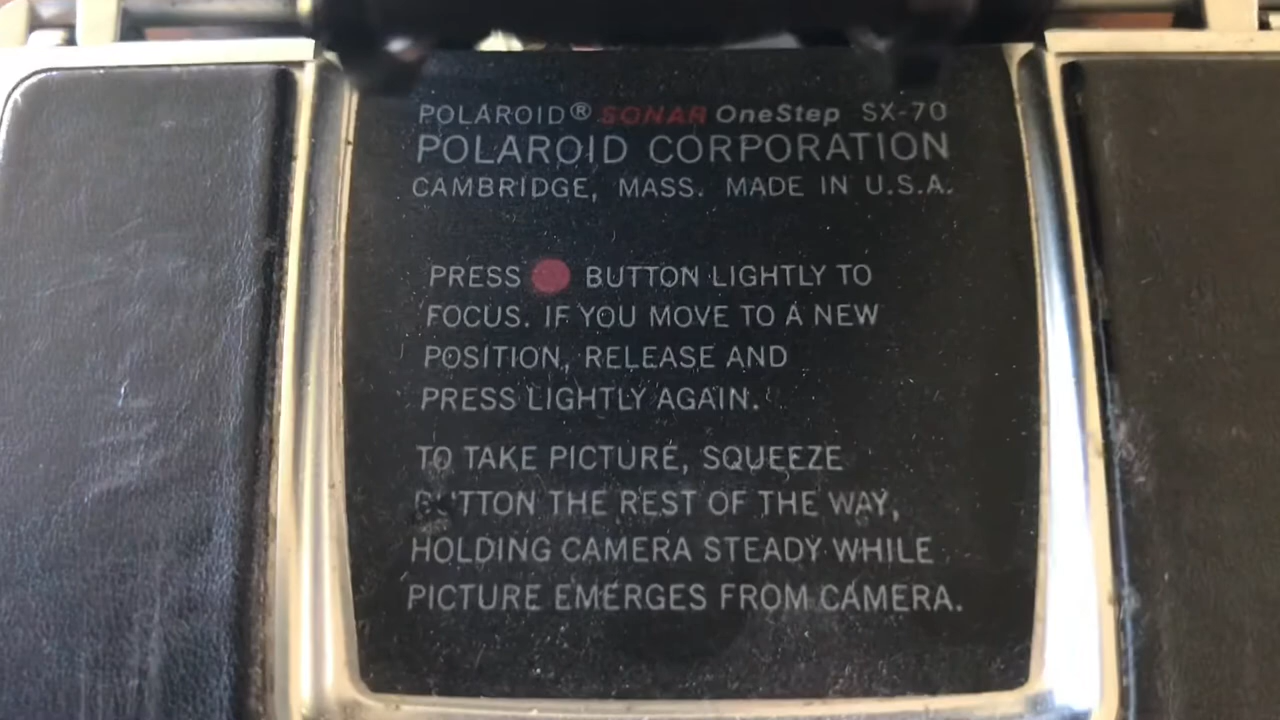 POLAROID® SONAR OneStep SX-70
POLAROID CORPORATION
CAMBRIDGE, MASS. MADE IN U.S.A.
PRESS BUTTON LIGHTLY TO
FOCUS. IF YOU MOVE TO A NEW
POSITION, RELEASE AND
PRESS LIGHTLY AGAIN.
TO TAKE PICTURE, SQUEEZE
BUTTON THE REST OF THE WAY,
HOLDING CAMERA STEADY WHILE
PICTURE EMERGES FROM CAMERA.